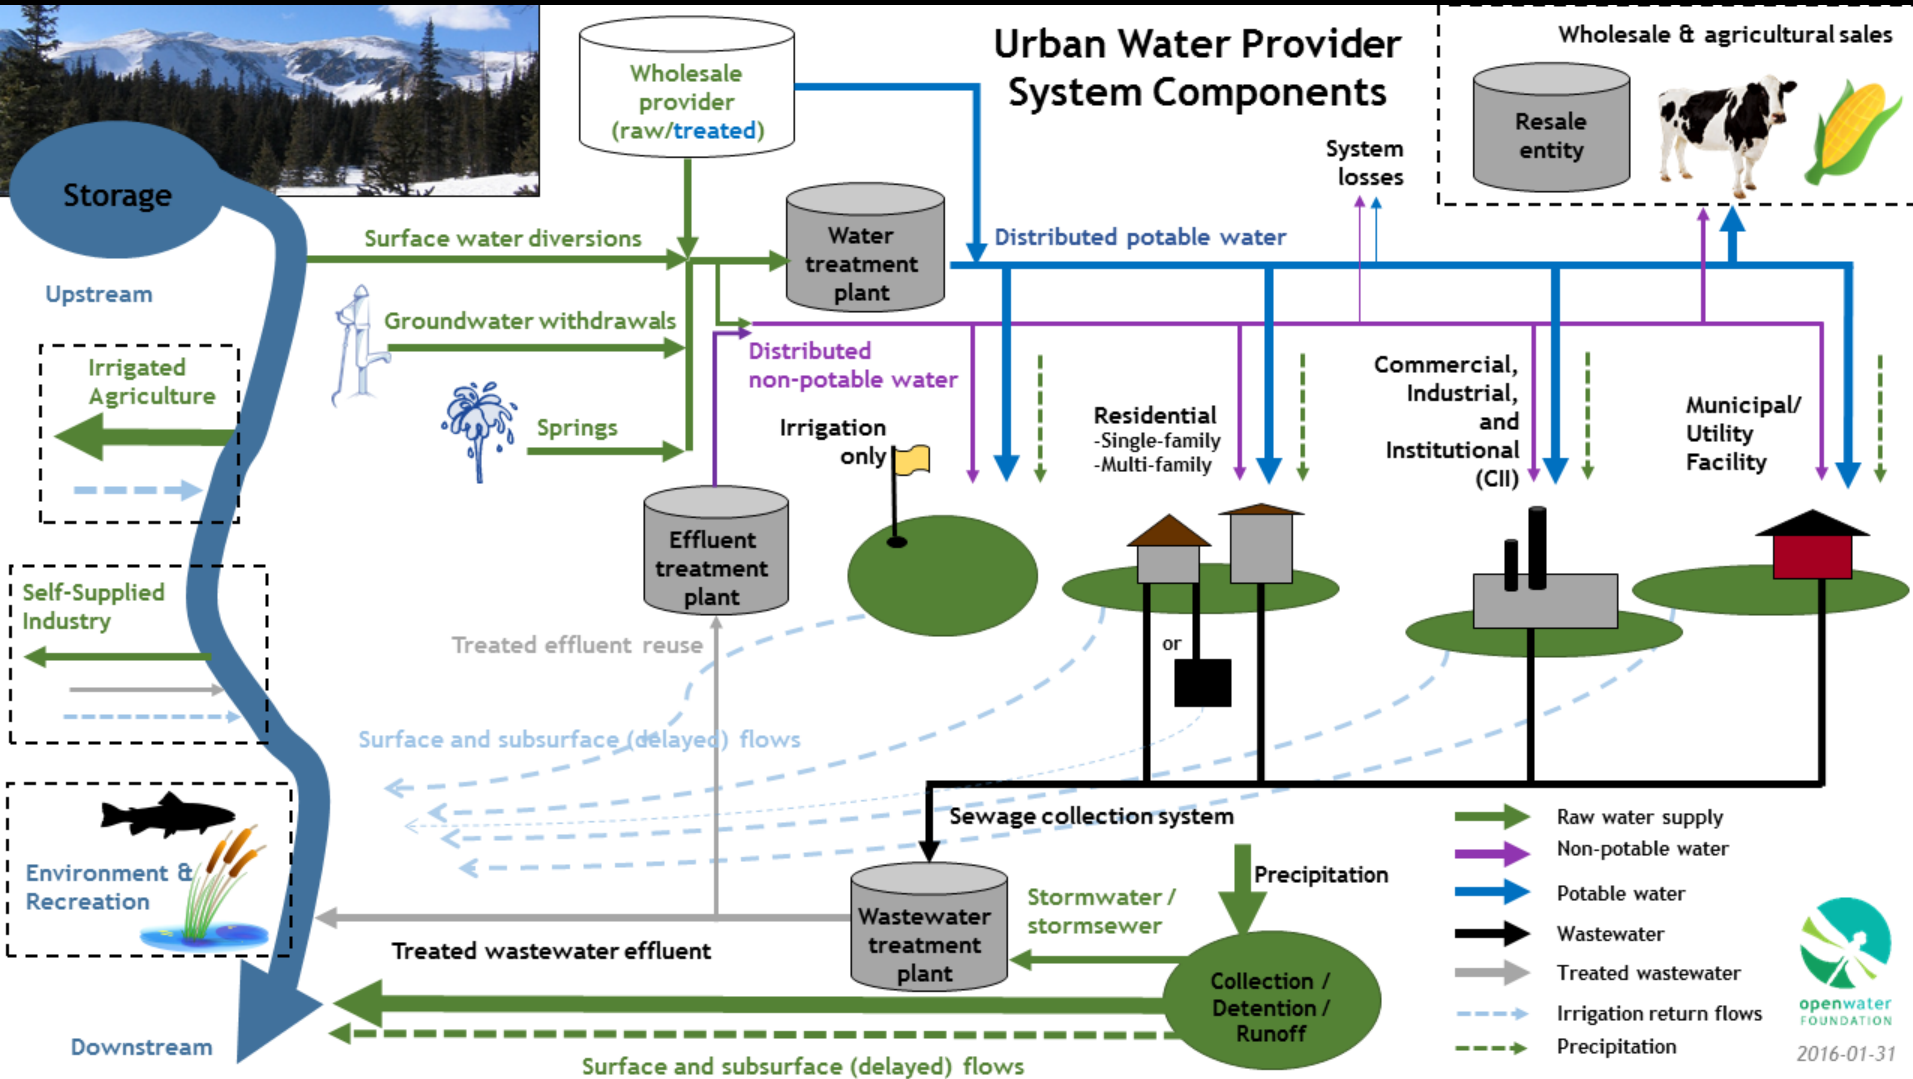 Urban Water Provider
System Components
Wholesale & agricultural sales
Wholesale
provider
(raw/treated)
Resale
entity
System
losses
Storage
Water
treatment
plant
Surface water diversions
Distributed potable water
Upstream
Groundwater withdrawals
Distributed
non-potable water
Irrigated
Agriculture
Springs
Irrigation
only
Residential
-Single-family
-Multi-family
Commercial,
Industrial,
and
Institutional
(CII)
Municipal/
Utility
Facility
Effluent
treatment
plant
Self-Supplied
Industry
Treated effluent reuse
or
Surface and subsurface (delayed) flows
Sewage collection system
Environment &
Recreation
Precipitation
Stormwater /
stormsewer
Wastewater
treatment
plant
Treated wastewater effluent
Collection /
Detention /
Runoff
Downstream
Surface and subsurface (delayed) flows
Raw water supply
Non-potable water
Potable water
Wastewater
Treated wastewater
Irrigation return flows
Precipitation
openwater
FOUNDATION
2016-01-31